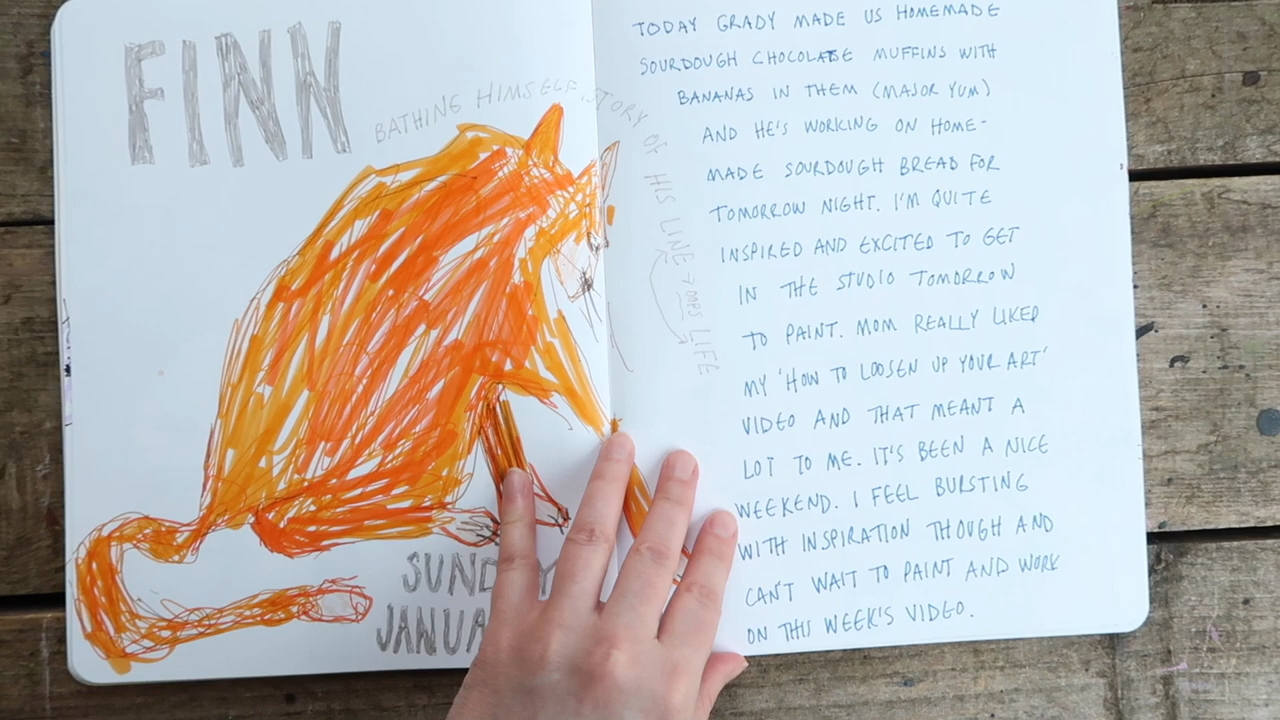 FINN
BATHING HIMSELF, STORY OF HIS LINE → OOPS LIFE
SUNDAY
JANUA
TODAY GRADY MADE US HOMEMADE
SOURDOUGH CHOCOLATE MUFFINS WITH
BANANAS IN THEM (MAJOR YUM)
AND HE'S WORKING ON HOME-
MADE SOURDOUGH BREAD FOR
TOMORROW NIGHT. I'M QUITE
INSPIRED AND EXCITED TO GET
IN THE STUDIO TOMORROW
TO PAINT. MOM REALLY LIKED
MY 'HOW TO LOOSEN UP YOUR ART'
VIDEO AND THAT MEANT A
LOT TO ME. IT'S BEEN A NICE
WEEKEND. I FEEL BURSTING
WITH INSPIRATION THOUGH AND
CAN'T WAIT TO PAINT AND WORK
ON THIS WEEK'S VIDEO.